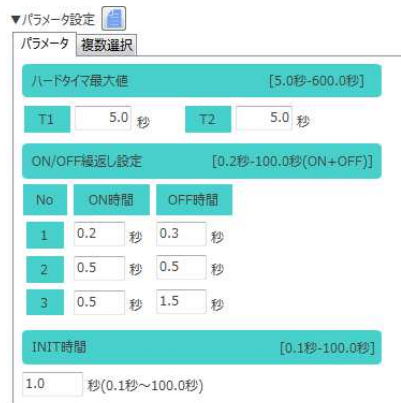 ▼パラメータ設定
パラメータ 複数選択
ハードタイマ最大値 [5.0秒-600.0秒]
T1 5.0 秒 T2 5.0 秒
ON/OFF繰返し設定 [0.2秒-100.0秒(ON+OFF)]
No ON時間 OFF時間
1 0.2 秒 0.3 秒
2 0.5 秒 0.5 秒
3 0.5 秒 1.5 秒
INIT時間 [0.1秒-100.0秒]
1.0 秒(0.1秒～100.0秒)